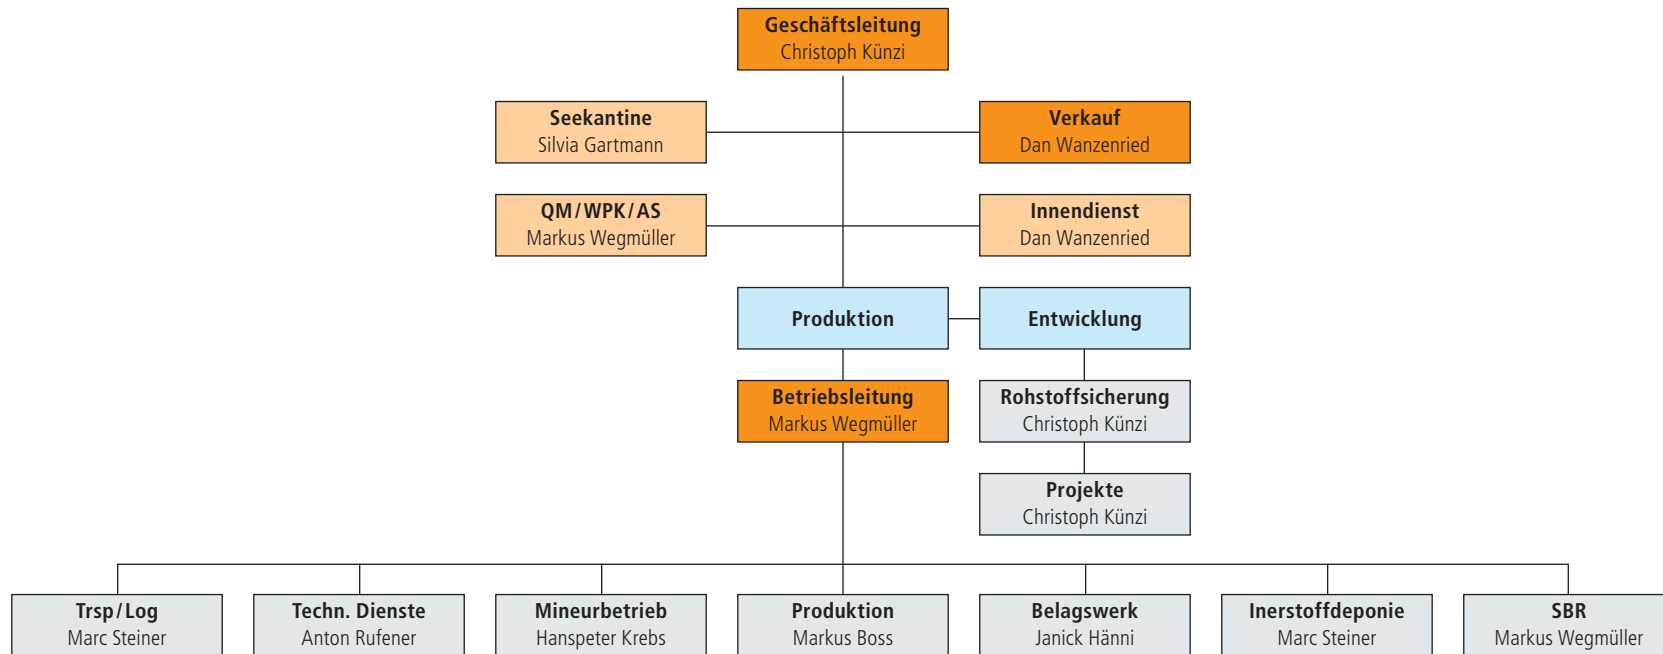 Geschäftsleitung
Christoph Künzi
Seekantine
Silvia Gartmann
Verkauf
Dan Wanzenried
QM/WPK/AS
Markus Wegmüller
Innendienst
Dan Wanzenried
Produktion
Entwicklung
Betriebsleitung
Markus Wegmüller
Rohstoffsicherung
Christoph Künzi
Projekte
Christoph Künzi
Trsp/Log
Marc Steiner
Techn. Dienste
Anton Rufener
Mineurbetrieb
Hanspeter Krebs
Produktion
Markus Boss
Belagswerk
Janick Hänni
Inerstoffdeponie
Marc Steiner
SBR
Markus Wegmüller